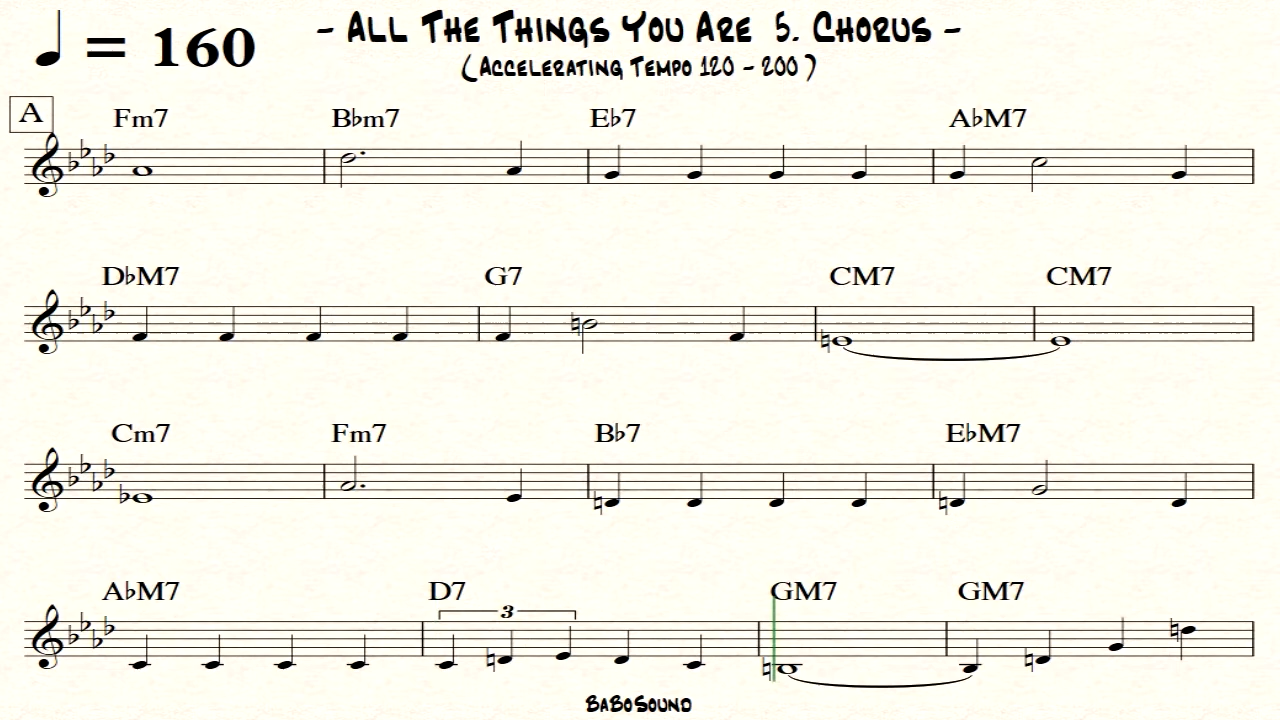 ♩ = 160
- ALL THE THINGS YOU ARE 5. CHORUS -
(ACCELERATING TEMPO 120 - 200)
A
Fm7 B♭m7 E♭7 A♭M7
D♭M7 G7 CM7 CM7
Cm7 Fm7 B♭7 E♭M7
A♭M7 D7 GM7 GM7
3
BABOSOUND